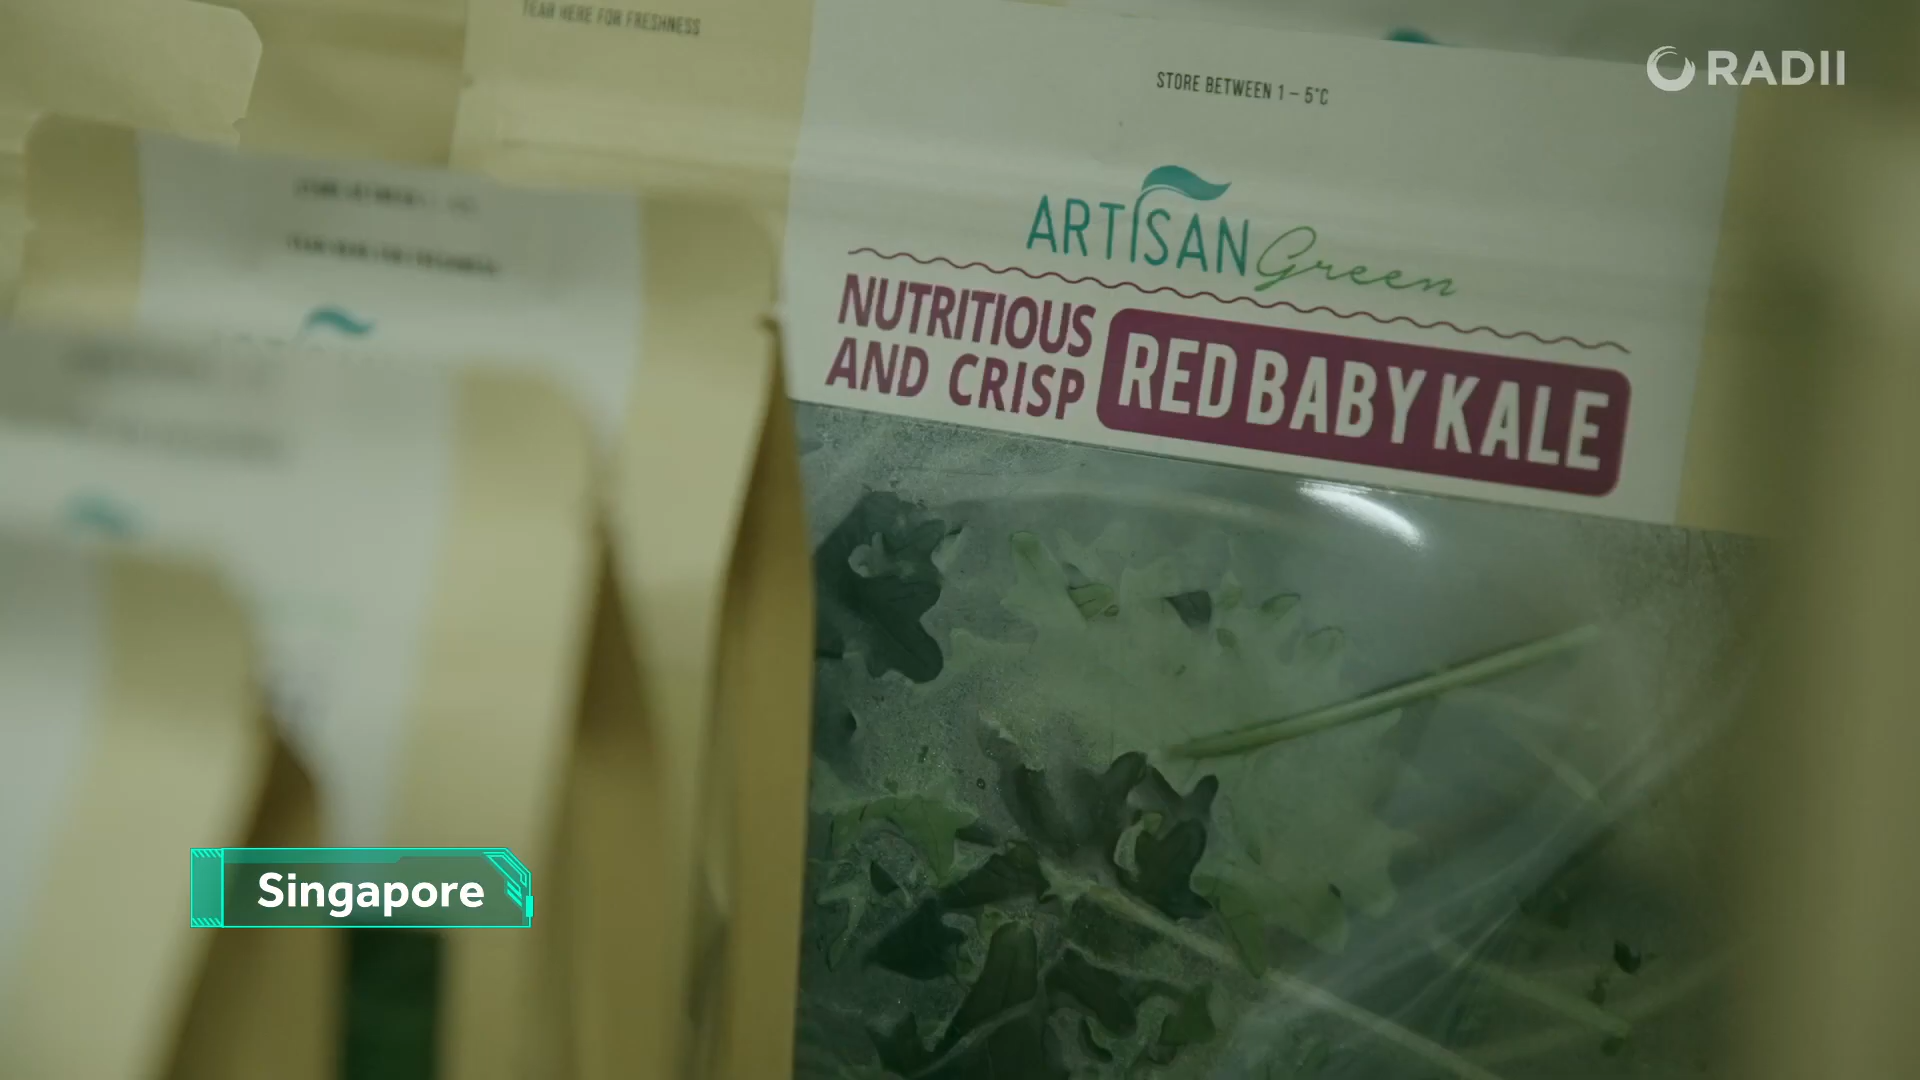 TEAR HERE FOR FRESHNESS
RADII
STORE BETWEEN 1 – 5°C
ARTISAN Green
NUTRITIOUS
AND CRISP
RED BABY KALE
Singapore